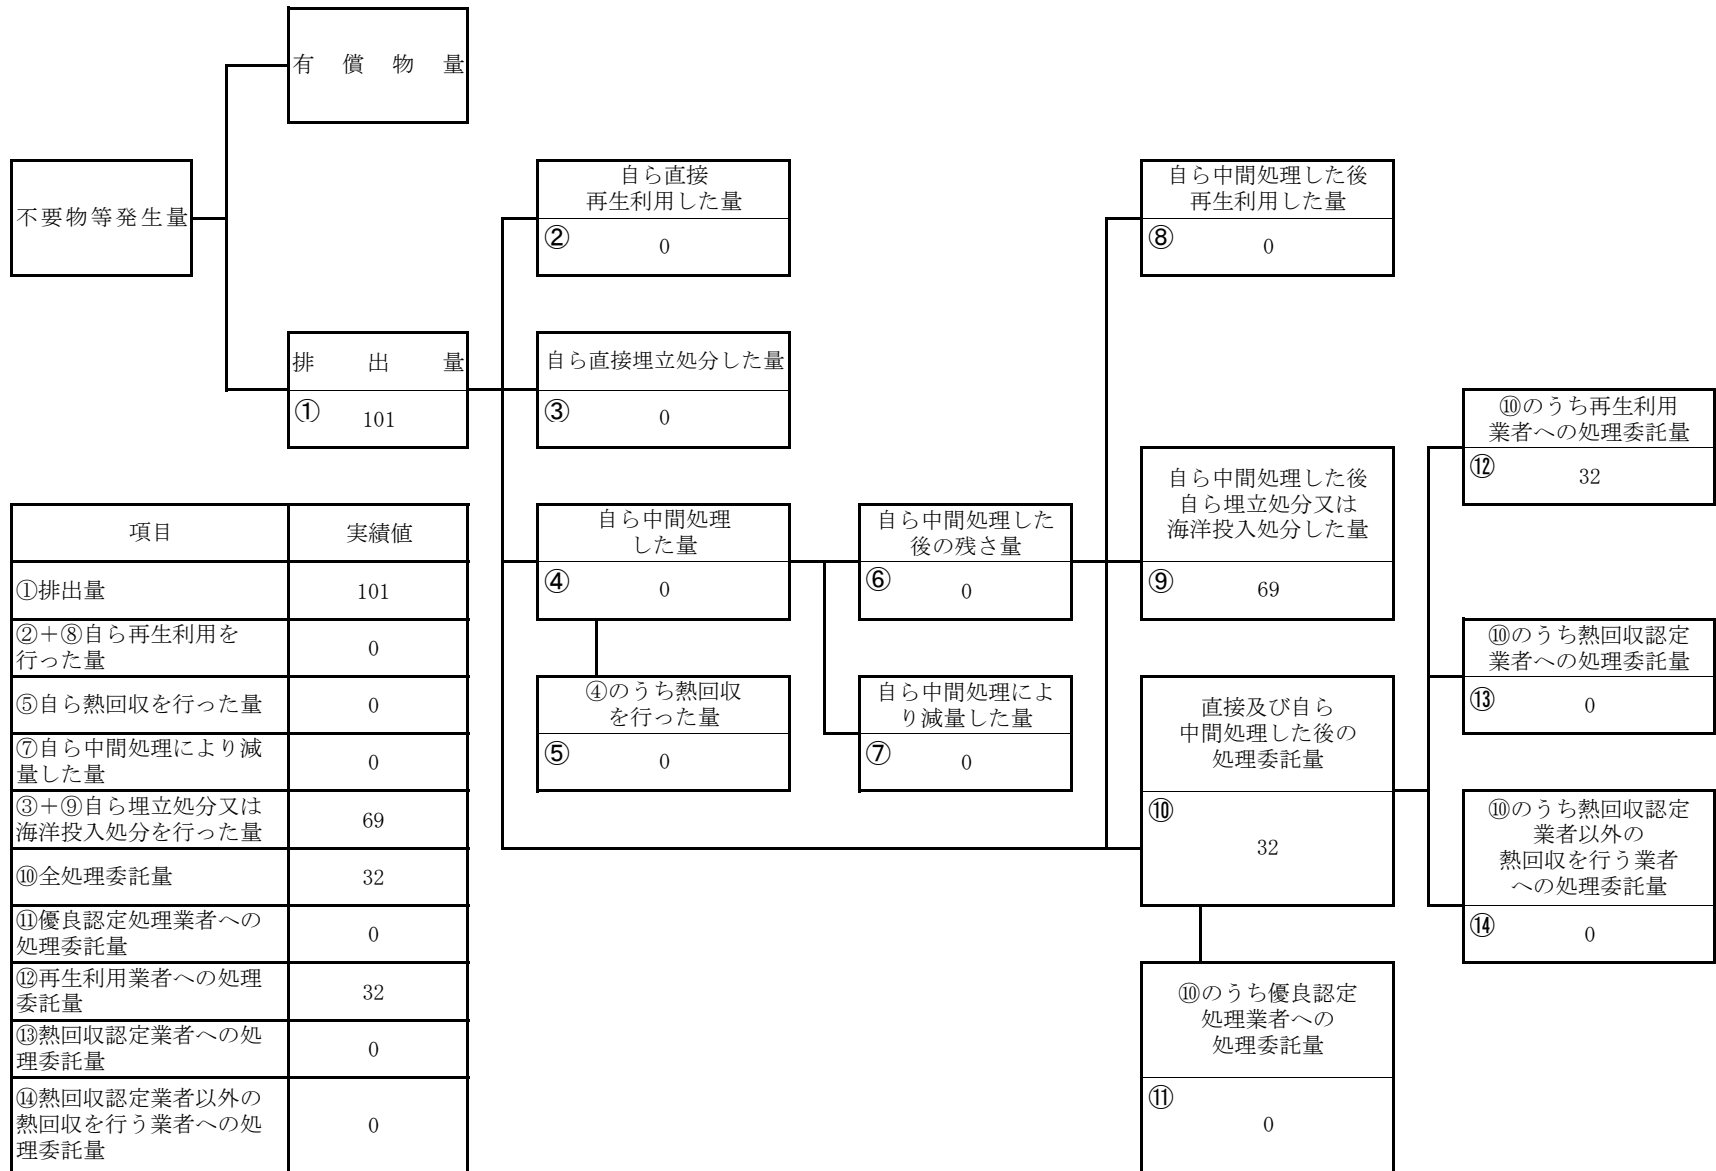 有償物量
不要物等発生量
排出量
① 101
自ら直接
再生利用した量
② 0
自ら直接埋立処分した量
③ 0
自ら中間処理
した量
④ 0
④のうち熱回収
を行った量
⑤ 0
自ら中間処理した
後の残さ量
⑥ 0
自ら中間処理によ
り減量した量
⑦ 0
自ら中間処理した後
再生利用した量
⑧ 0
自ら中間処理した後
自ら埋立処分又は
海洋投入処分した量
⑨ 69
直接及び自ら
中間処理した後の
処理委託量
⑩
32
⑩のうち優良認定
処理業者への
処理委託量
⑪
0
⑩のうち再生利用
業者への処理委託量
⑫ 32
⑩のうち熱回収認定
業者への処理委託量
⑬ 0
⑩のうち熱回収認定
業者以外の
熱回収を行う業者
への処理委託量
⑭ 0
項目 実績値
①排出量 101
②+⑧自ら再生利用を
行った量 0
⑤自ら熱回収を行った量 0
⑦自ら中間処理により減
量した量 0
③+⑨自ら埋立処分又は
海洋投入処分を行った量 69
⑩全処理委託量 32
⑪優良認定処理業者への
処理委託量 0
⑫再生利用業者への処理
委託量 32
⑬熱回収認定業者への処
理委託量 0
⑭熱回収認定業者以外の
熱回収を行う業者への処
理委託量 0